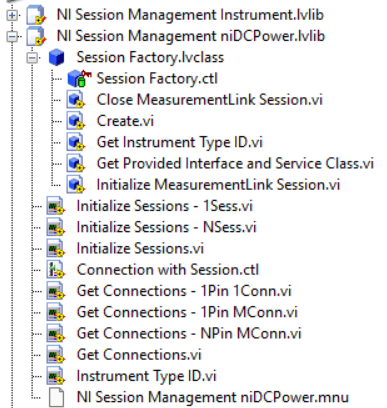 NI Session Management Instrument.lvlib
NI Session Management niDCPower.lvlib
Session Factory.lvclass
Session Factory.ctl
Close MeasurementLink Session.vi
Create.vi
Get Instrument Type ID.vi
Get Provided Interface and Service Class.vi
Initialize MeasurementLink Session.vi
Initialize Sessions - 1Sess.vi
Initialize Sessions - NSess.vi
Initialize Sessions.vi
Connection with Session.ctl
Get Connections - 1Pin 1Conn.vi
Get Connections - 1Pin MConn.vi
Get Connections - NPin MConn.vi
Get Connections.vi
Instrument Type ID.vi
NI Session Management niDCPower.mnu